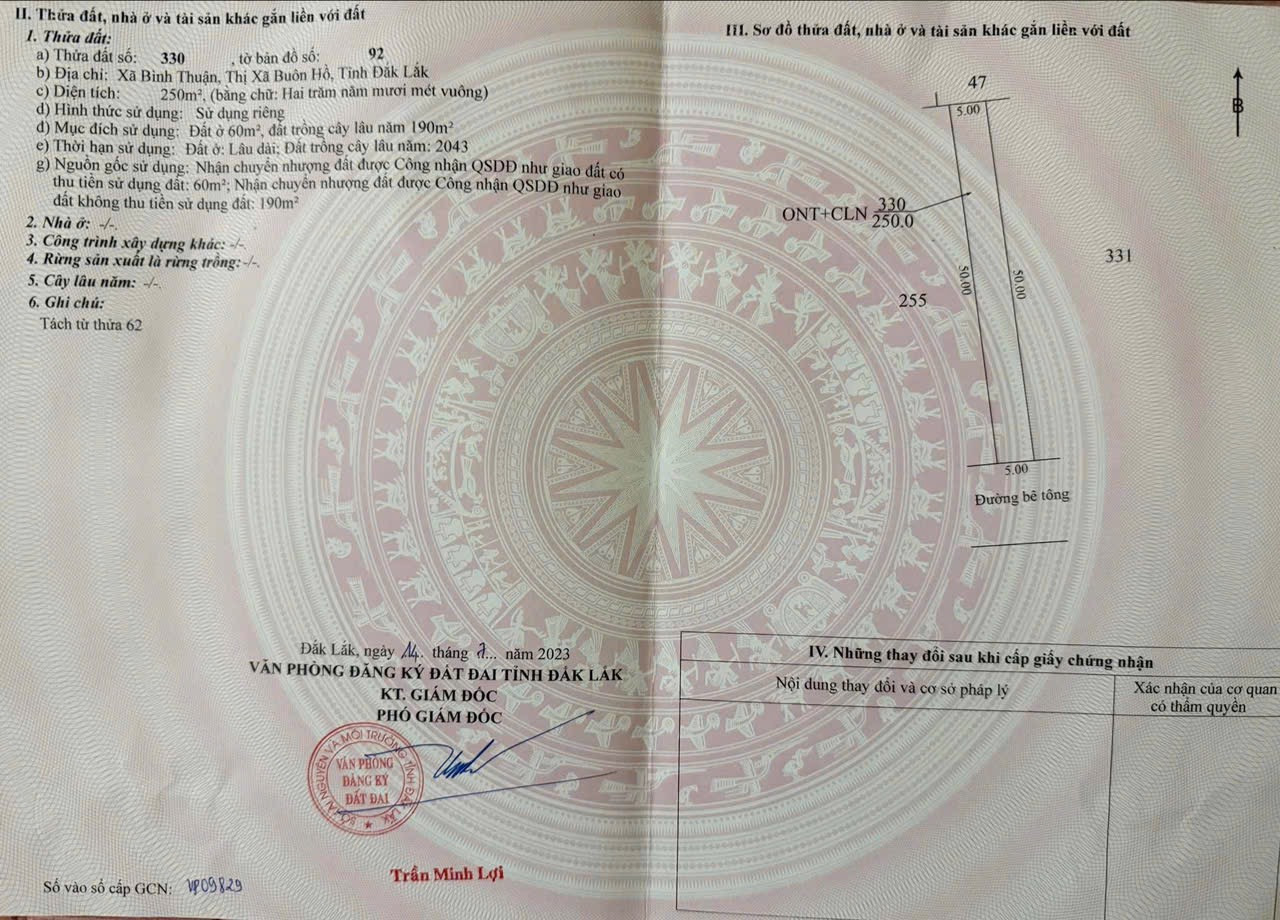 II. Thửa đất, nhà ở và tài sản khác gắn liền với đất
1. Thửa đất:
a) Thửa đất số: 330 , tờ bản đồ số: 92
b) Địa chỉ: Xã Bình Thuận, Thị Xã Buôn Hồ, Tỉnh Đắk Lắk
c) Diện tích: 250m², (bằng chữ: Hai trăm năm mươi mét vuông)
d) Hình thức sử dụng: Sử dụng riêng
đ) Mục đích sử dụng: Đất ở 60m², đất trồng cây lâu năm 190m²
e) Thời hạn sử dụng: Đất ở: Lâu dài; Đất trồng cây lâu năm: 2043
g) Nguồn gốc sử dụng: Nhận chuyển nhượng đất được Công nhận QSDĐ như giao đất có
thu tiền sử dụng đất: 60m²; Nhận chuyển nhượng đất được Công nhận QSDĐ như giao
đất không thu tiền sử dụng đất: 190m²
2. Nhà ở: -/-.
3. Công trình xây dựng khác: -/-.
4. Rừng sản xuất là rừng trồng: -/-.
5. Cây lâu năm: -/-.
6. Ghi chú:
Tách từ thửa 62
Đắk Lắk, ngày 14.. tháng 7... năm 2023
VĂN PHÒNG ĐĂNG KÝ ĐẤT ĐAI TỈNH ĐẮK LẮK
KT. GIÁM ĐỐC
PHÓ GIÁM ĐỐC
SỞ TÀI NGUYÊN VÀ MÔI TRƯỜNG TỈNH ĐẮK LẮK
VĂN PHÒNG
ĐĂNG KÝ
ĐẤT ĐAI
Trần Minh Lợi
Số vào sổ cấp GCN: VP09829
III. Sơ đồ thửa đất, nhà ở và tài sản khác gắn liền với đất
47
B
5.00
ONT+CLN 330
250.0
331
50.00
50.00
255
5.00
Đường bê tông
IV. Những thay đổi sau khi cấp giấy chứng nhận
Nội dung thay đổi và cơ sở pháp lý
Xác nhận của cơ quan
có thẩm quyền